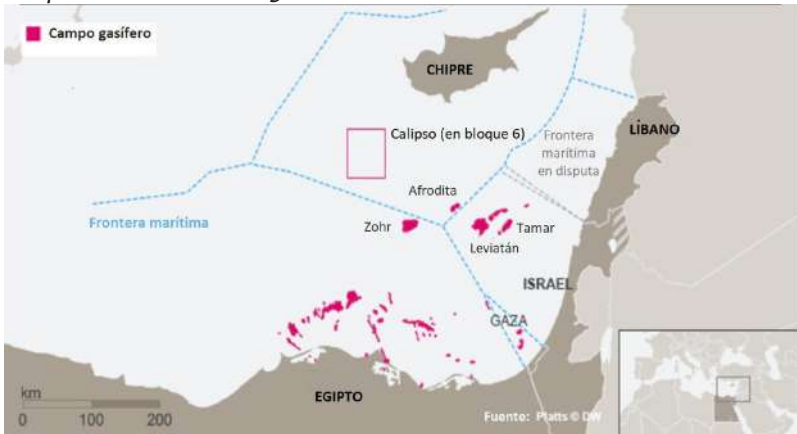 Campo gasífero
CHIPRE
LÍBANO
Calipso (en bloque 6)
Frontera
marítima
en disputa
Afrodita
Frontera marítima
Zohr
Tamar
Leviatán
ISRAEL
GAZA
km
0 100 200
EGIPTO
Fuente: Platts © DW